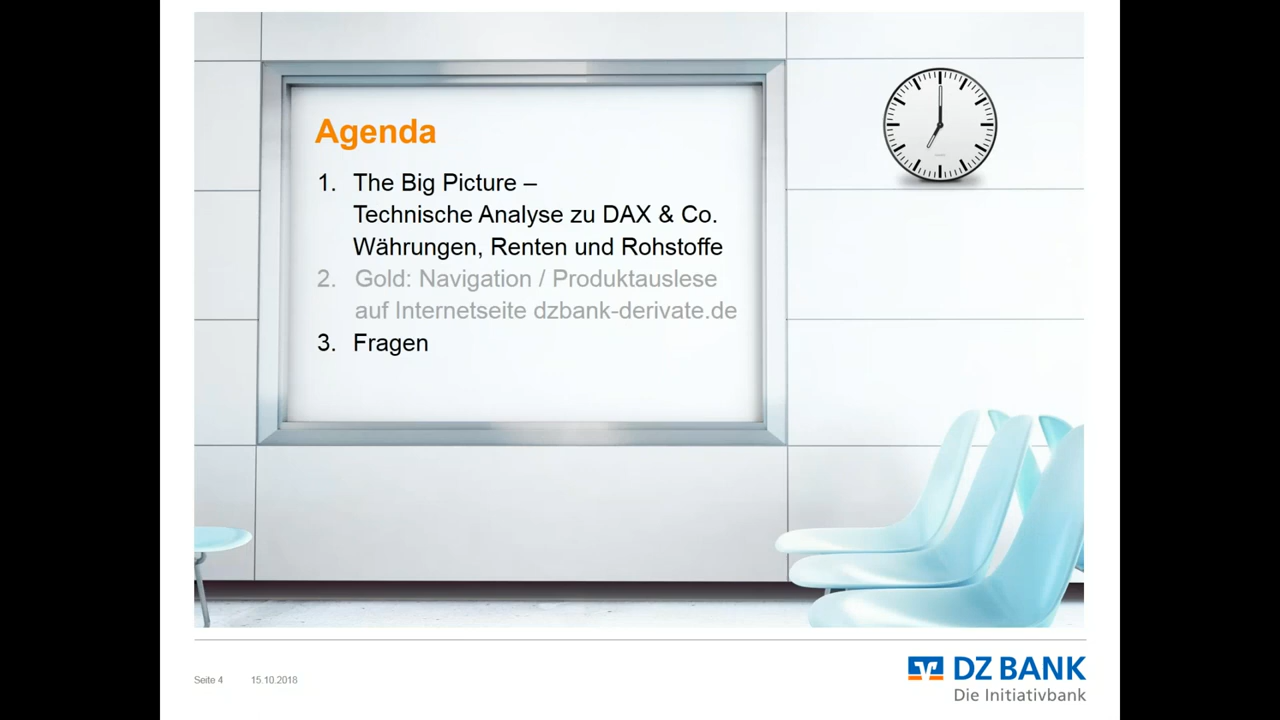 Agenda
1. The Big Picture –
Technische Analyse zu DAX & Co.
Währungen, Renten und Rohstoffe
2. Gold: Navigation / Produktauslese
auf Internetseite dzbank-derivate.de
3. Fragen
Seite 4 15.10.2018
DZ BANK
Die Initiativbank